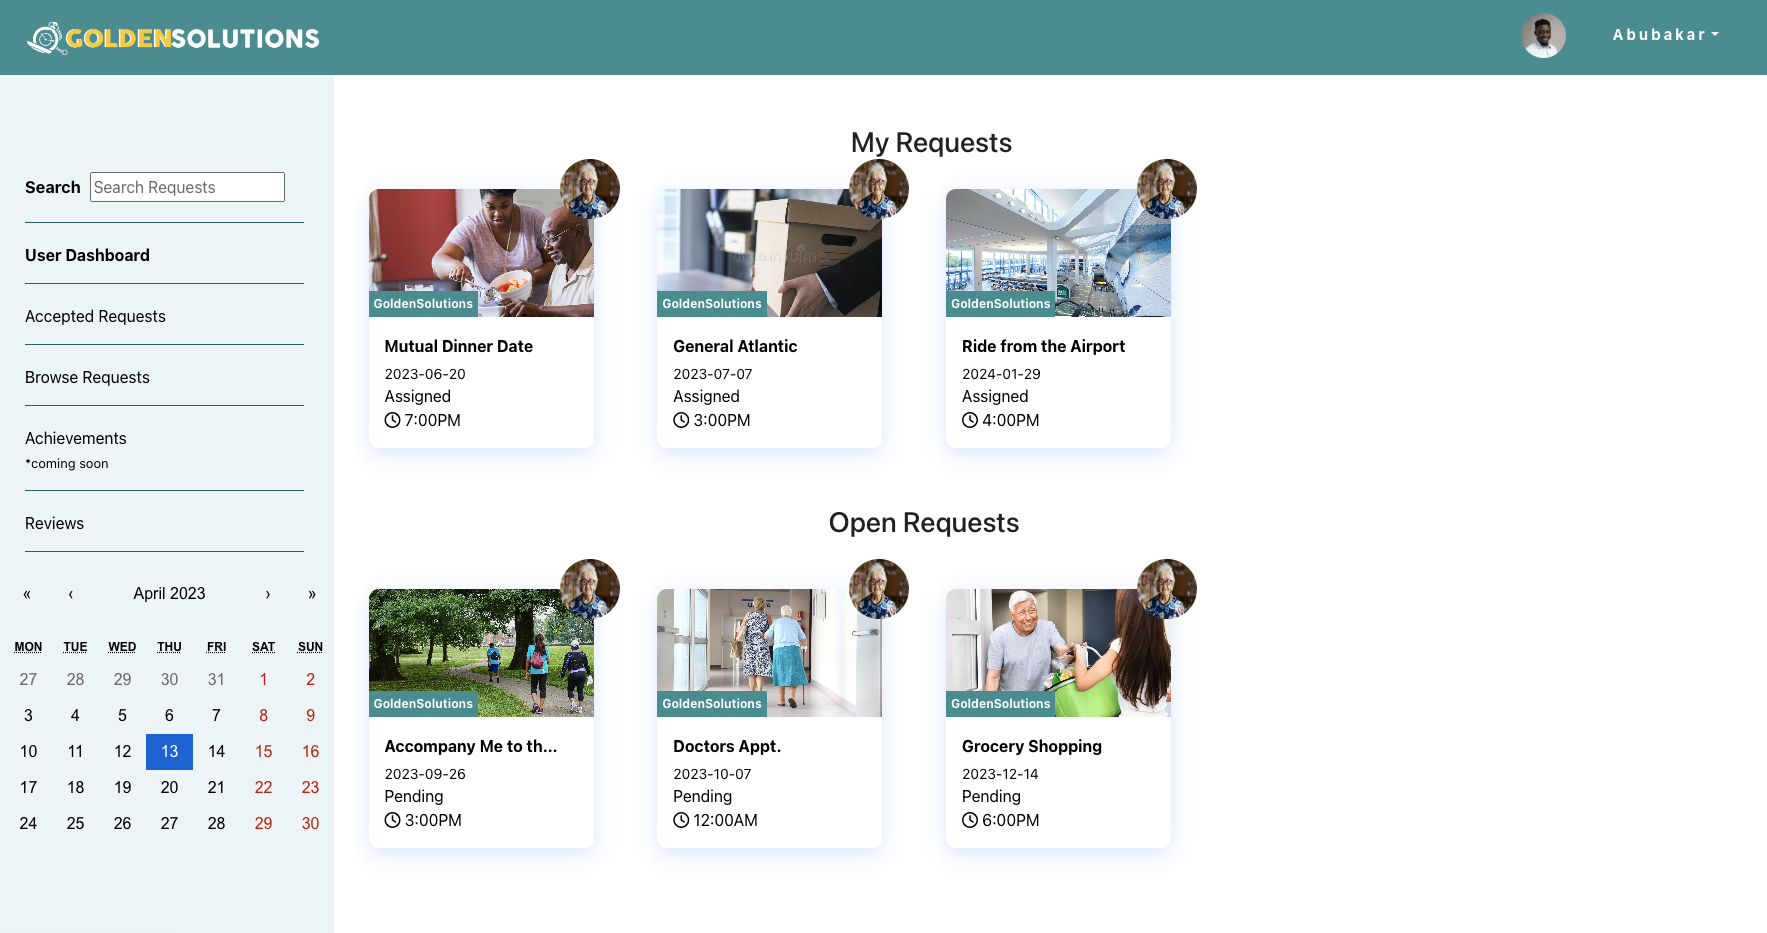 GOLDENSOLUTIONS
Abubakar
Search
Search Requests
User Dashboard
Accepted Requests
Browse Requests
Achievements
*coming soon
Reviews
« ‹ April 2023 › »
MON TUE WED THU FRI SAT SUN
27 28 29 30 31 1 2
3 4 5 6 7 8 9
10 11 12 13 14 15 16
17 18 19 20 21 22 23
24 25 26 27 28 29 30
My Requests
GoldenSolutions
Mutual Dinner Date
2023-06-20
Assigned
7:00PM
GoldenSolutions
General Atlantic
2023-07-07
Assigned
3:00PM
GoldenSolutions
Ride from the Airport
2024-01-29
Assigned
4:00PM
Open Requests
GoldenSolutions
Accompany Me to th...
2023-09-26
Pending
3:00PM
GoldenSolutions
Doctors Appt.
2023-10-07
Pending
12:00AM
GoldenSolutions
Grocery Shopping
2023-12-14
Pending
6:00PM